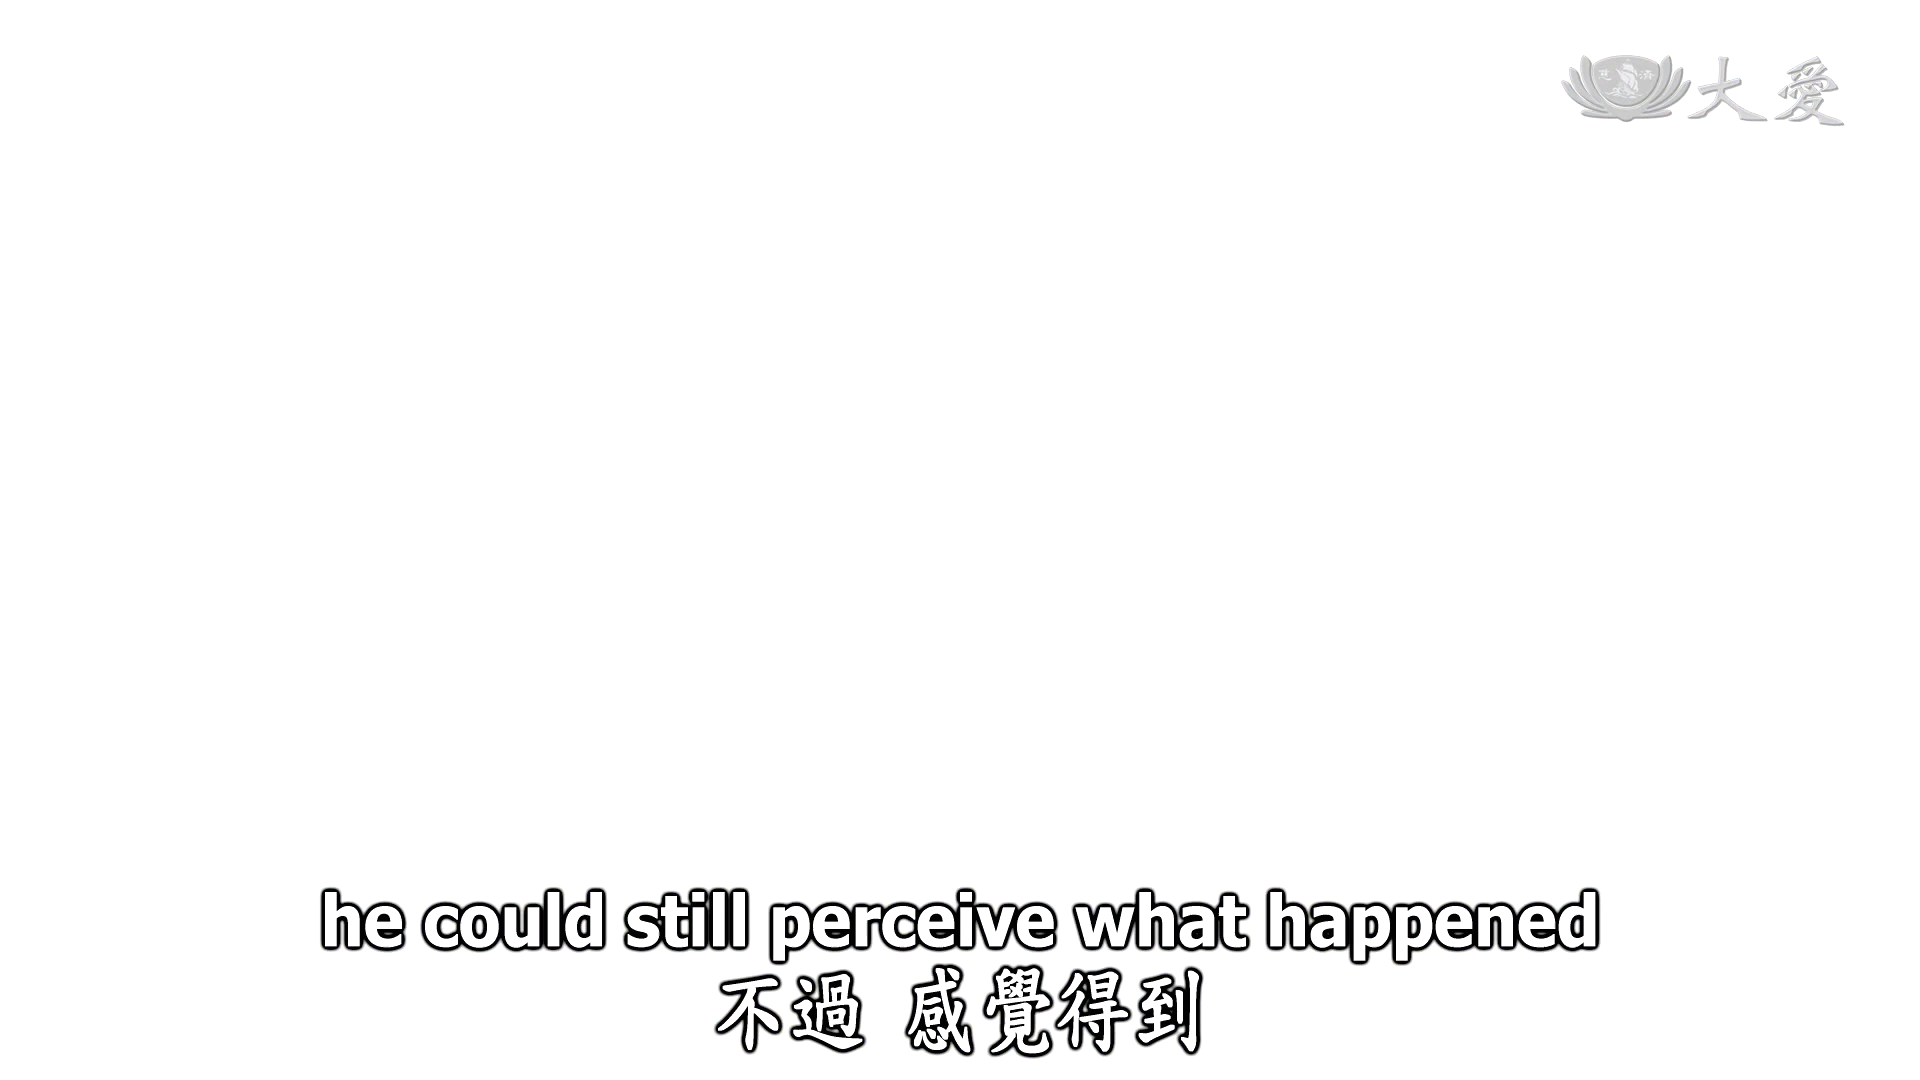 大愛
he could still perceive what happened
不過 感覺得到